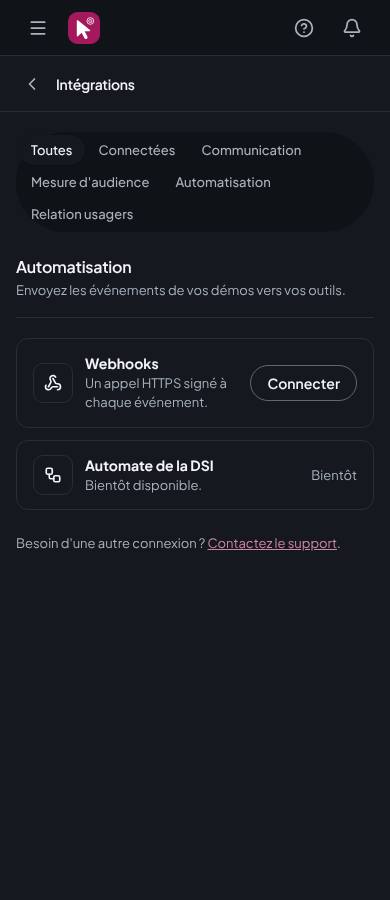 Intégrations
Toutes Connectées Communication
Mesure d'audience Automatisation
Relation usagers
Automatisation
Envoyez les événements de vos démos vers vos outils.
Webhooks
Un appel HTTPS signé à
chaque événement.
Connecter
Automate de la DSI
Bientôt disponible.
Bientôt
Besoin d'une autre connexion ? Contactez le support.